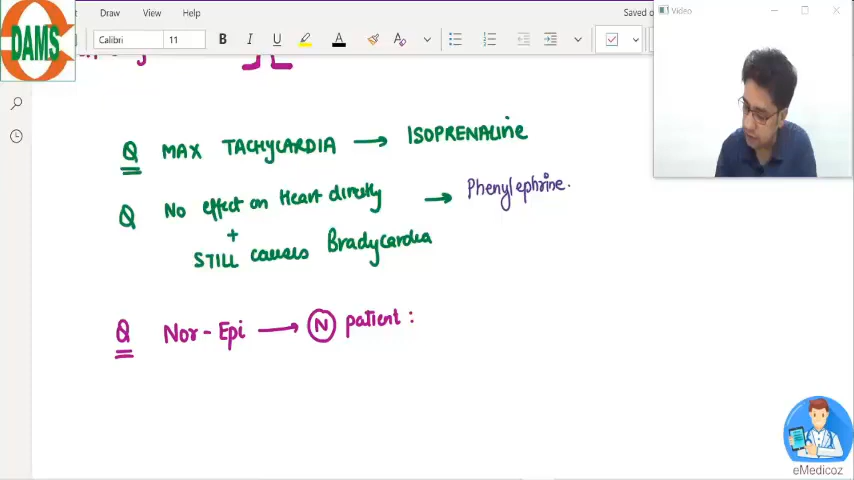 DAMS
Draw View Window Help
Saved o
Video
Calibri 11 B I U A
Q MAX TACHYCARDIA → ISOPRENALINE
Q No effect on Heart directly → Phenylephrine.
+
STILL causes Bradycardia
Q Nor-Epi → N patient :
eMedicoz